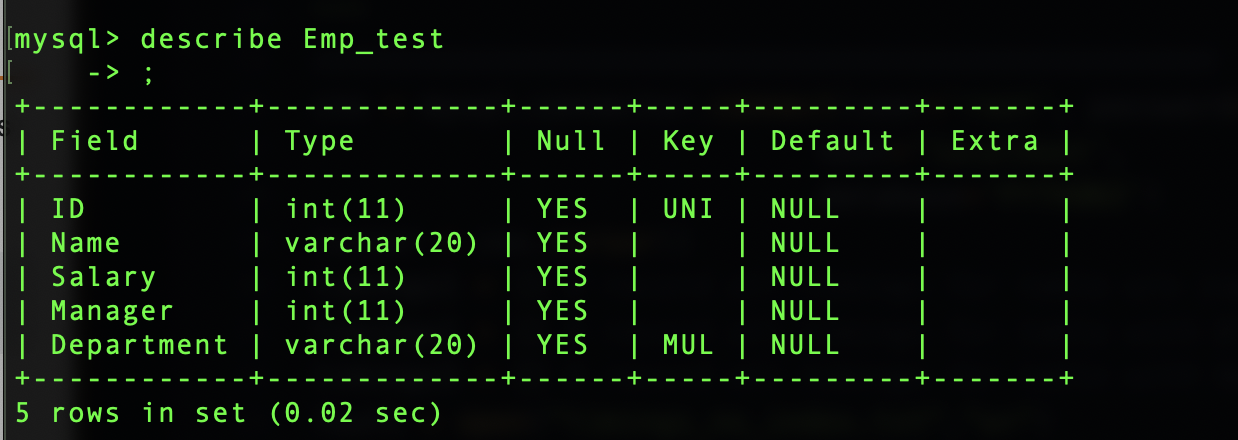 [mysql> describe Emp_test
[    -> ;
+------------+-------------+------+-----+---------+-------+
| Field      | Type        | Null | Key | Default | Extra |
+------------+-------------+------+-----+---------+-------+
| ID         | int(11)     | YES  | UNI | NULL    |       |
| Name       | varchar(20) | YES  |     | NULL    |       |
| Salary     | int(11)     | YES  |     | NULL    |       |
| Manager    | int(11)     | YES  |     | NULL    |       |
| Department | varchar(20) | YES  | MUL | NULL    |       |
+------------+-------------+------+-----+---------+-------+
5 rows in set (0.02 sec)